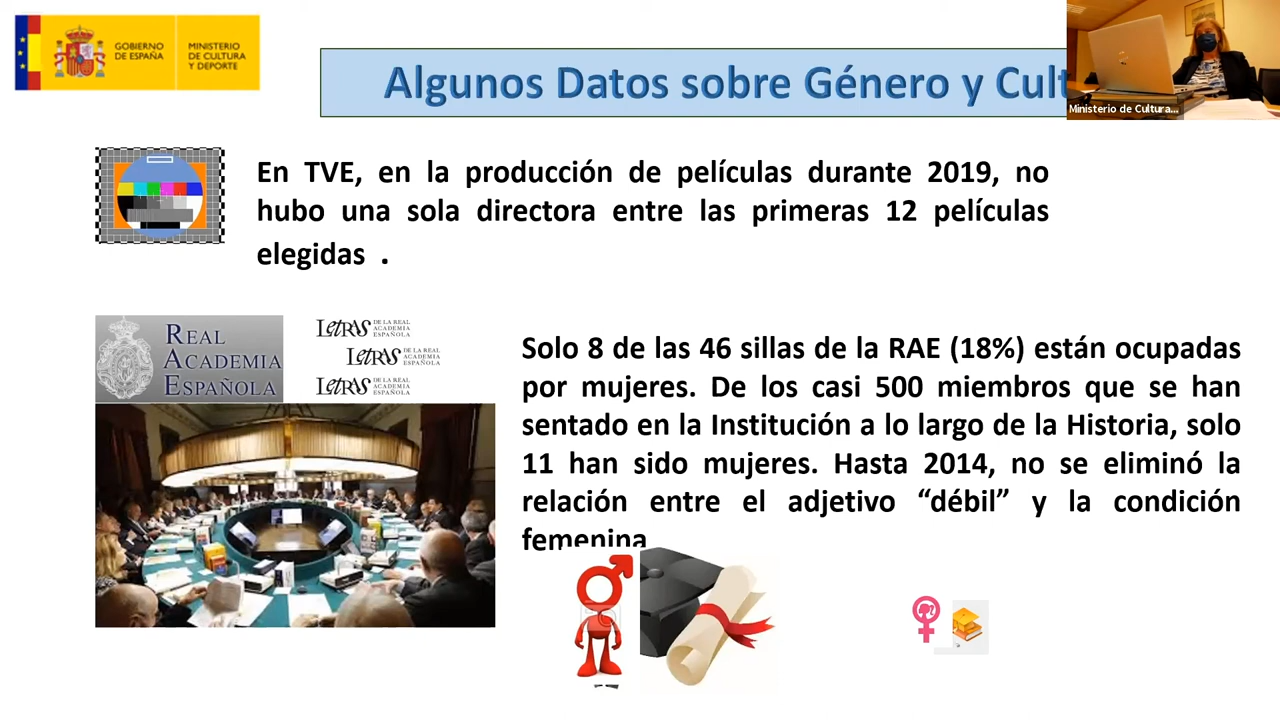 GOBIERNO
DE ESPAÑA
MINISTERIO
DE CULTURA
Y DEPORTE
Algunos Datos sobre Género y Cult
Ministerio de Cultura...
En TVE, en la producción de películas durante 2019, no
hubo una sola directora entre las primeras 12 películas
elegidas .
REAL
ACADEMIA
ESPAÑOLA
LetRAS DE LA REAL
ACADEMIA
ESPAÑOLA
LetRAS DE LA REAL
ACADEMIA
ESPAÑOLA
LetRAS DE LA REAL
ACADEMIA
ESPAÑOLA
Solo 8 de las 46 sillas de la RAE (18%) están ocupadas
por mujeres. De los casi 500 miembros que se han
sentado en la Institución a lo largo de la Historia, solo
11 han sido mujeres. Hasta 2014, no se eliminó la
relación entre el adjetivo “débil” y la condición
femenina